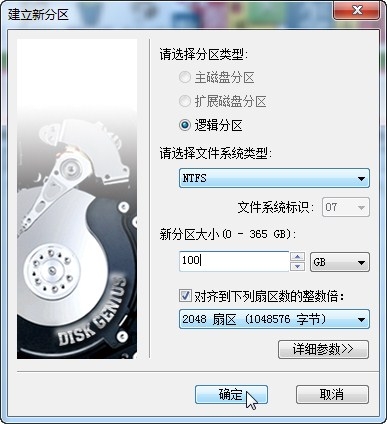 建立新分区
请选择分区类型:
主磁盘分区
扩展磁盘分区
逻辑分区
请选择文件系统类型:
NTFS
文件系统标识: 07
新分区大小(0 - 365 GB):
100 GB
对齐到下列扇区数的整数倍:
2048 扇区 (1048576 字节)
DISK GENIUS
详细参数>>
确定 取消